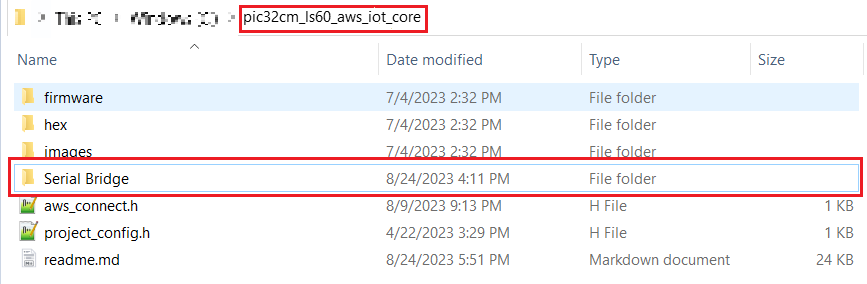 This PC Windows (C:) pic32cm_ls60_aws_iot_core
Name Date modified Type Size
firmware 7/4/2023 2:32 PM File folder
hex 7/4/2023 2:32 PM File folder
images 7/4/2023 2:32 PM File folder
Serial Bridge 8/24/2023 4:11 PM File folder
aws_connect.h 8/9/2023 9:13 PM H File 1 KB
project_config.h 4/22/2023 3:29 PM H File 1 KB
readme.md 8/24/2023 5:51 PM Markdown document 24 KB